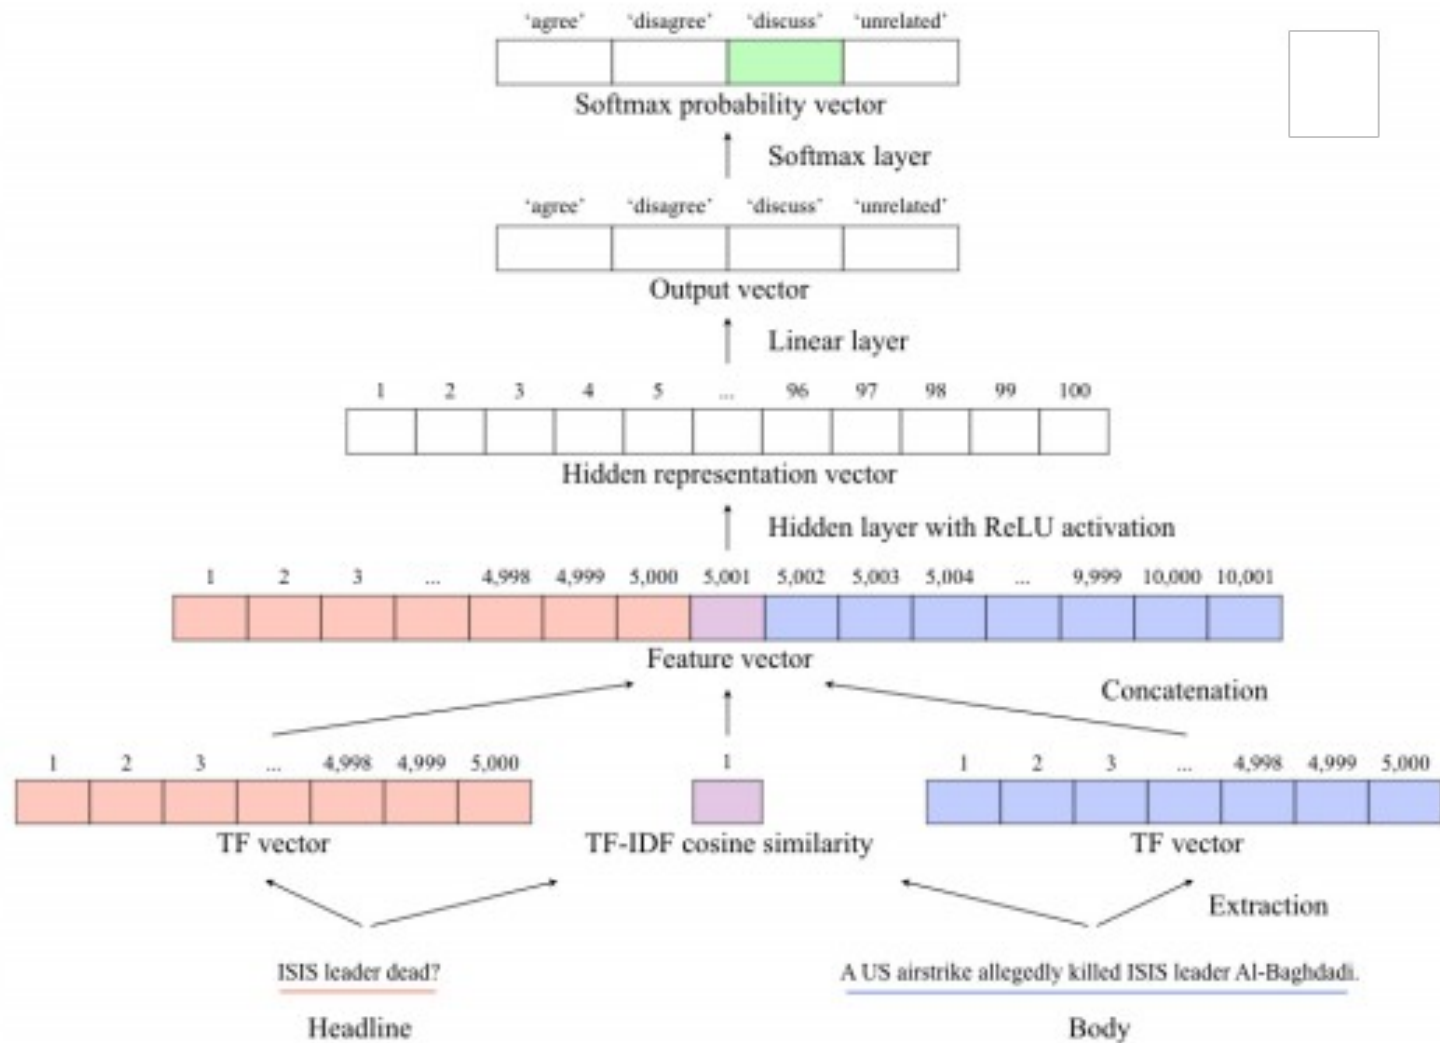 ‘agree’ ‘disagree’ ‘discuss’ ‘unrelated’
Softmax probability vector
Softmax layer
‘agree’ ‘disagree’ ‘discuss’ ‘unrelated’
Output vector
Linear layer
1 2 3 4 5 ... 96 97 98 99 100
Hidden representation vector
Hidden layer with ReLU activation
1 2 3 ... 4,998 4,999 5,000 5,001 5,002 5,003 5,004 ... 9,999 10,000 10,001
Feature vector
Concatenation
1 2 3 ... 4,998 4,999 5,000 1 1 2 3 ... 4,998 4,999 5,000
TF vector TF-IDF cosine similarity TF vector
Extraction
ISIS leader dead? A US airstrike allegedly killed ISIS leader Al-Baghdadi.
Headline Body